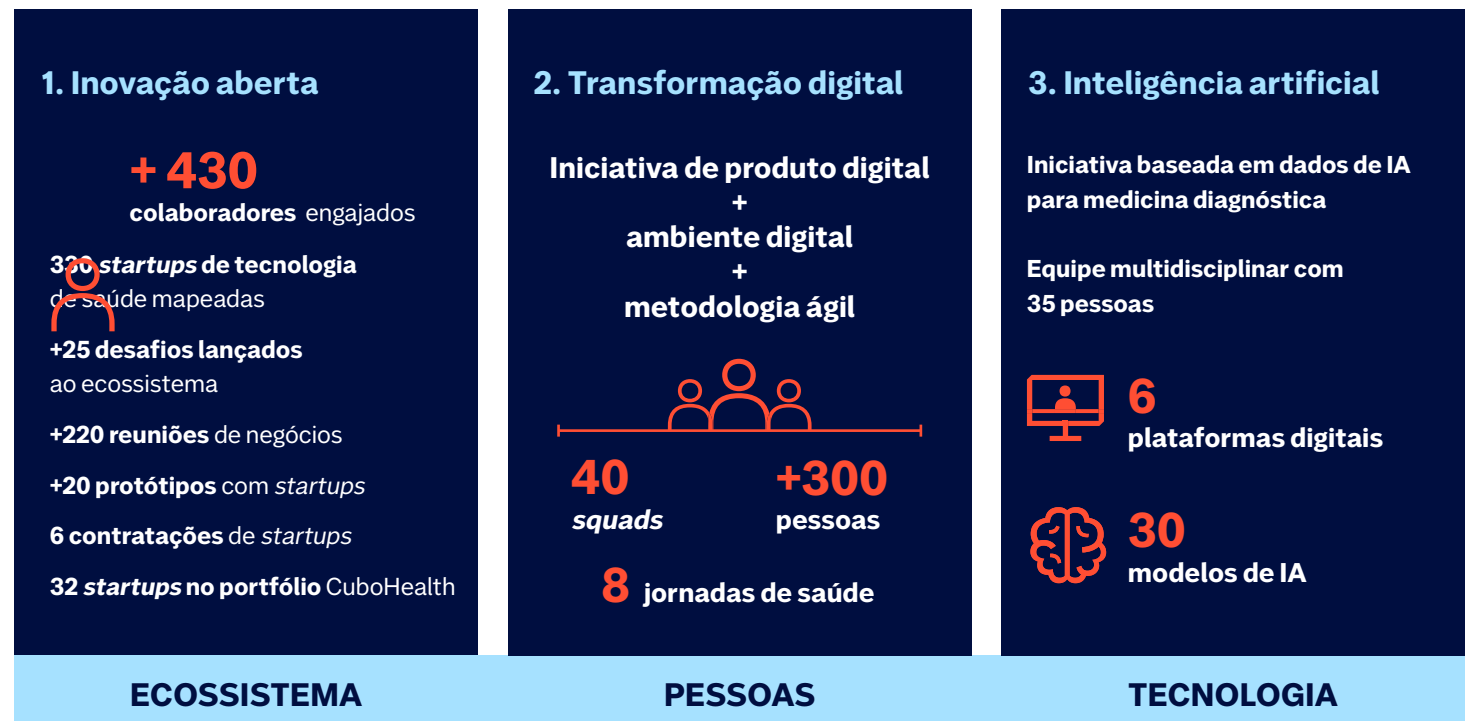 1. Inovação aberta
+ 430
colaboradores engajados
330 startups de tecnologia
de saúde mapeadas
+25 desafios lançados
ao ecossistema
+220 reuniões de negócios
+20 protótipos com startups
6 contratações de startups
32 startups no portfólio CuboHealth
ECOSSISTEMA
2. Transformação digital
Iniciativa de produto digital
+
ambiente digital
+
metodologia ágil
40
squads
+300
pessoas
8 jornadas de saúde
PESSOAS
3. Inteligência artificial
Iniciativa baseada em dados de IA
para medicina diagnóstica
Equipe multidisciplinar com
35 pessoas
6
plataformas digitais
30
modelos de IA
TECNOLOGIA